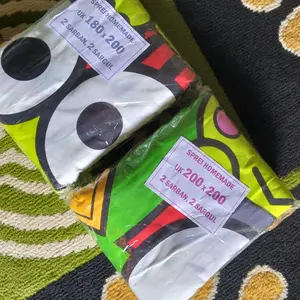 SPREI HOMEMADE
UK 180 X 200
2 SARBAN, 2 SARGUL
SPREI HOMEMADE
UK 200 X 200
2 SARBAN, 2 SARGUL